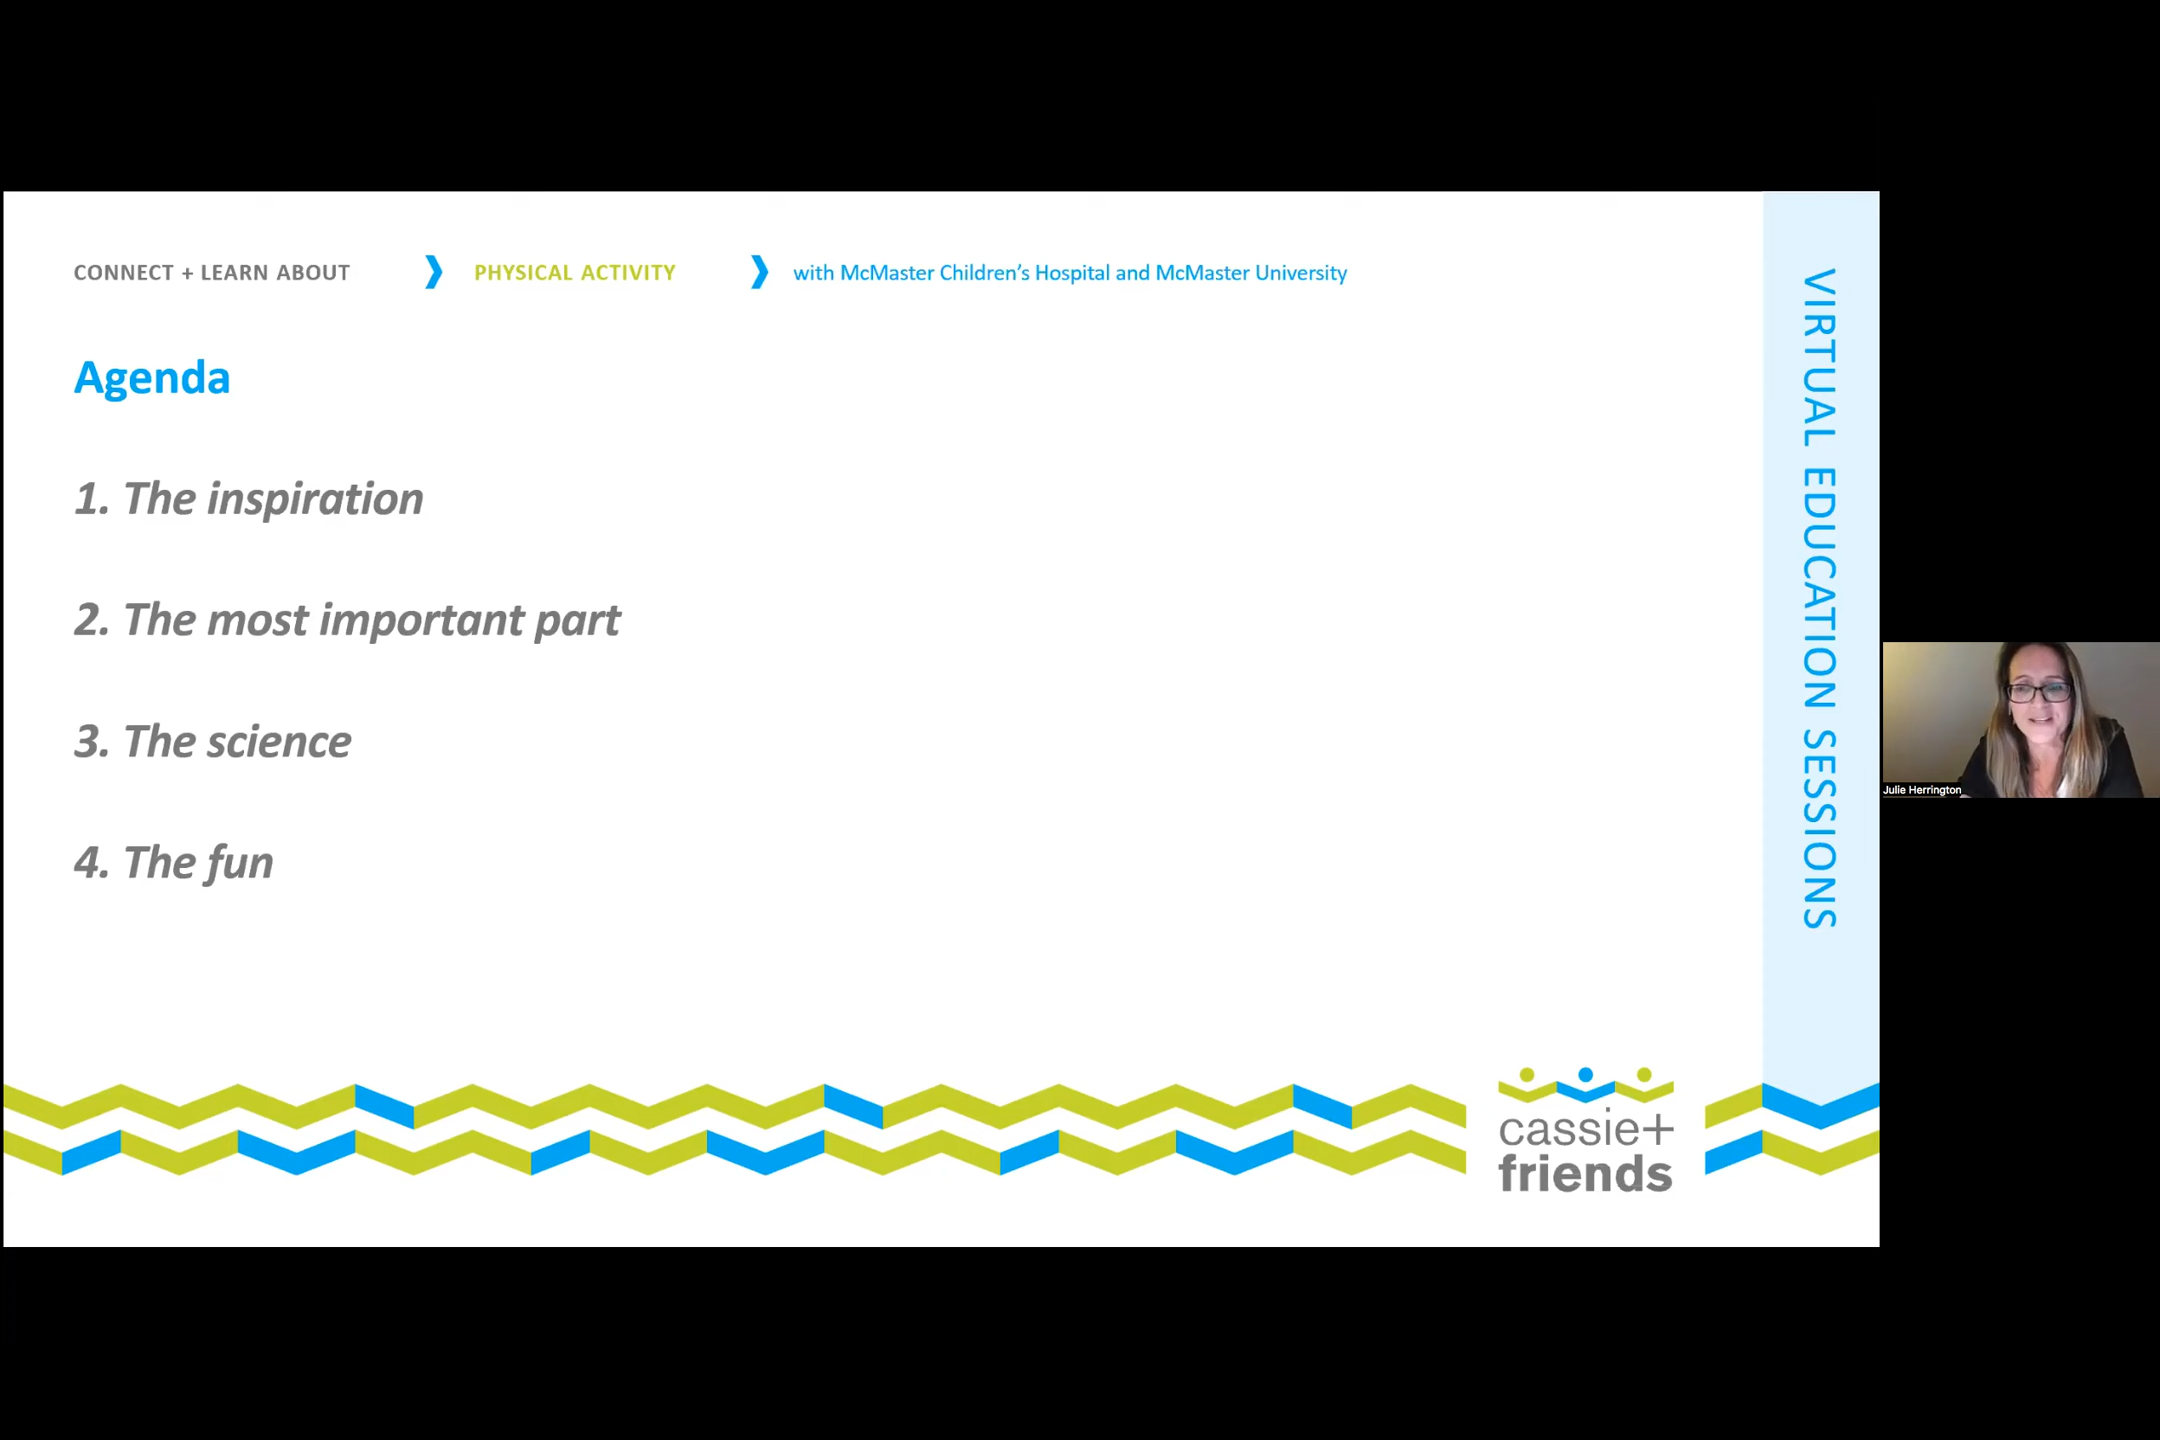 CONNECT + LEARN ABOUT
PHYSICAL ACTIVITY
with McMaster Children’s Hospital and McMaster University
Agenda
1. The inspiration
2. The most important part
3. The science
4. The fun
VIRTUAL EDUCATION SESSIONS
Julie Herrington
cassie+
friends